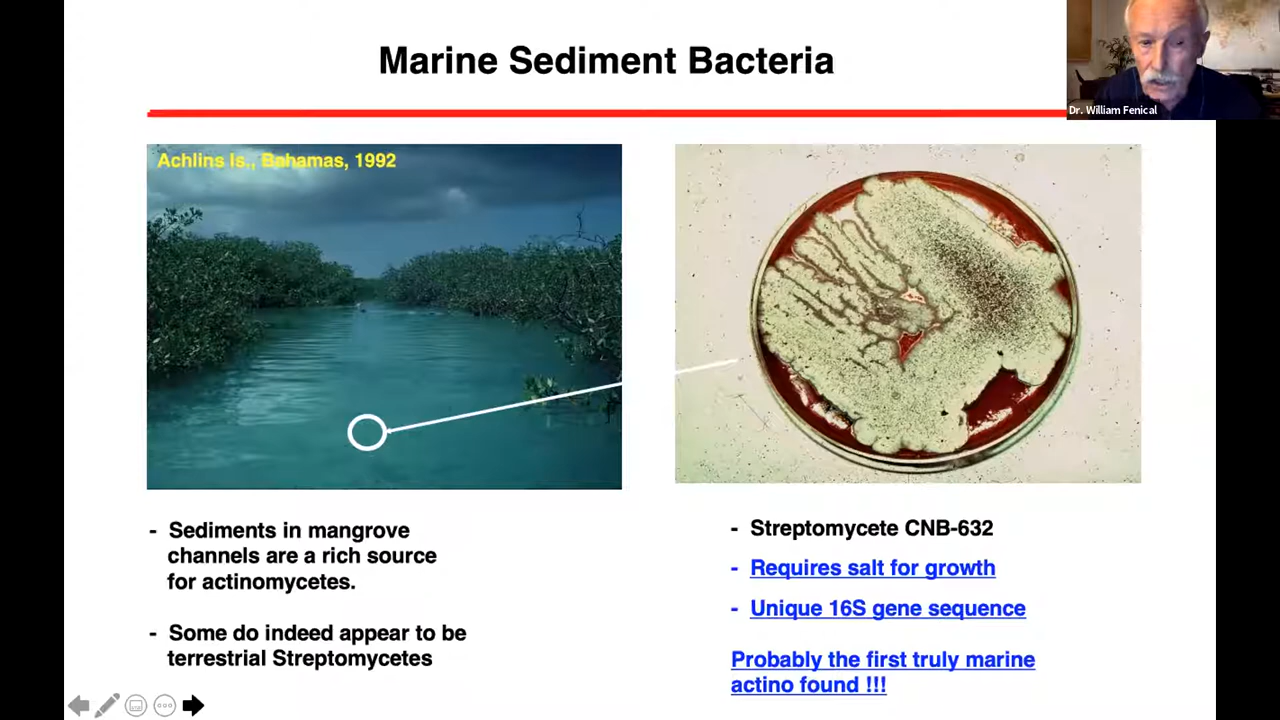 Marine Sediment Bacteria
Dr. William Fenical
Achlins Is., Bahamas, 1992
- Sediments in mangrove
channels are a rich source
for actinomycetes.
- Some do indeed appear to be
terrestrial Streptomycetes
- Streptomycete CNB-632
- Requires salt for growth
- Unique 16S gene sequence
Probably the first truly marine
actino found !!!